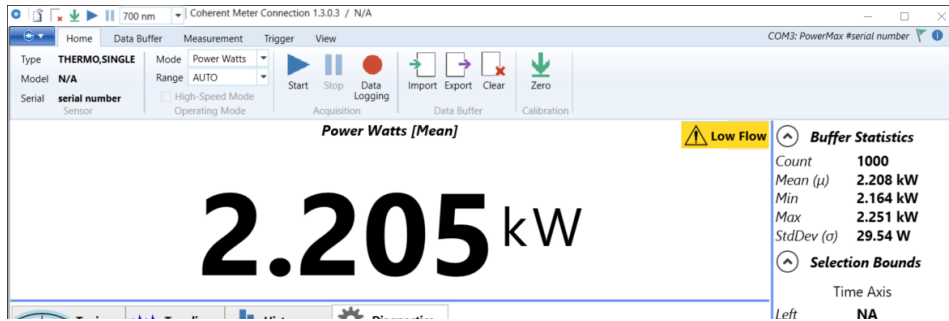 700 nm
Coherent Meter Connection 1.3.0.3 / N/A
Home Data Buffer Measurement Trigger View
COM3: PowerMax #serial number
Type THERMO,SINGLE
Model N/A
Serial serial number
Sensor
Mode Power Watts
Range AUTO
High-Speed Mode
Operating Mode
Start Stop Data Logging
Acquisition
Import Export Clear
Data Buffer
Zero
Calibration
Power Watts [Mean]
Low Flow
2.205 kW
Buffer Statistics
Count 1000
Mean (μ) 2.208 kW
Min 2.164 kW
Max 2.251 kW
StdDev (σ) 29.54 W
Selection Bounds
Time Axis
Left NA